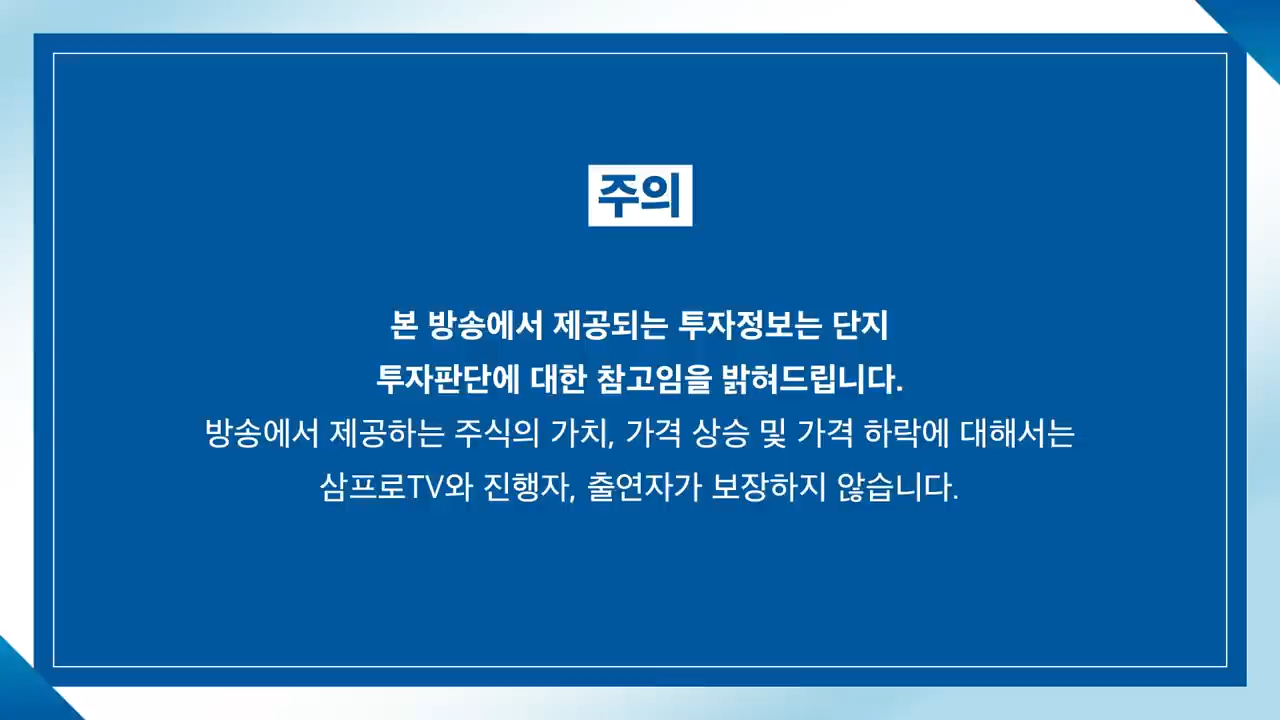 주의
본 방송에서 제공되는 투자정보는 단지
투자판단에 대한 참고임을 밝혀드립니다.
방송에서 제공하는 주식의 가치, 가격 상승 및 가격 하락에 대해서는
삼프로TV와 진행자, 출연자가 보장하지 않습니다.